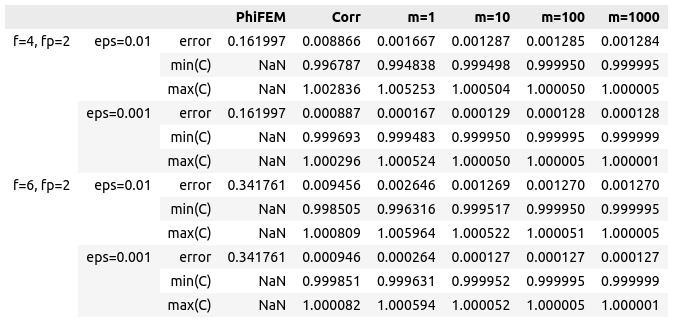 PhiFEM Corr m=1 m=10 m=100 m=1000
f=4, fp=2 eps=0.01 error 0.161997 0.008866 0.001667 0.001287 0.001285 0.001284
min(C) NaN 0.996787 0.994838 0.999498 0.999950 0.999995
max(C) NaN 1.002836 1.005253 1.000504 1.000050 1.000005
eps=0.001 error 0.161997 0.000887 0.000167 0.000129 0.000128 0.000128
min(C) NaN 0.999693 0.999483 0.999950 0.999995 0.999999
max(C) NaN 1.000296 1.000524 1.000050 1.000005 1.000001
f=6, fp=2 eps=0.01 error 0.341761 0.009456 0.002646 0.001269 0.001270 0.001270
min(C) NaN 0.998505 0.996316 0.999517 0.999950 0.999995
max(C) NaN 1.000809 1.005964 1.000522 1.000051 1.000005
eps=0.001 error 0.341761 0.000946 0.000264 0.000127 0.000127 0.000127
min(C) NaN 0.999851 0.999631 0.999952 0.999995 0.999999
max(C) NaN 1.000082 1.000594 1.000052 1.000005 1.000001